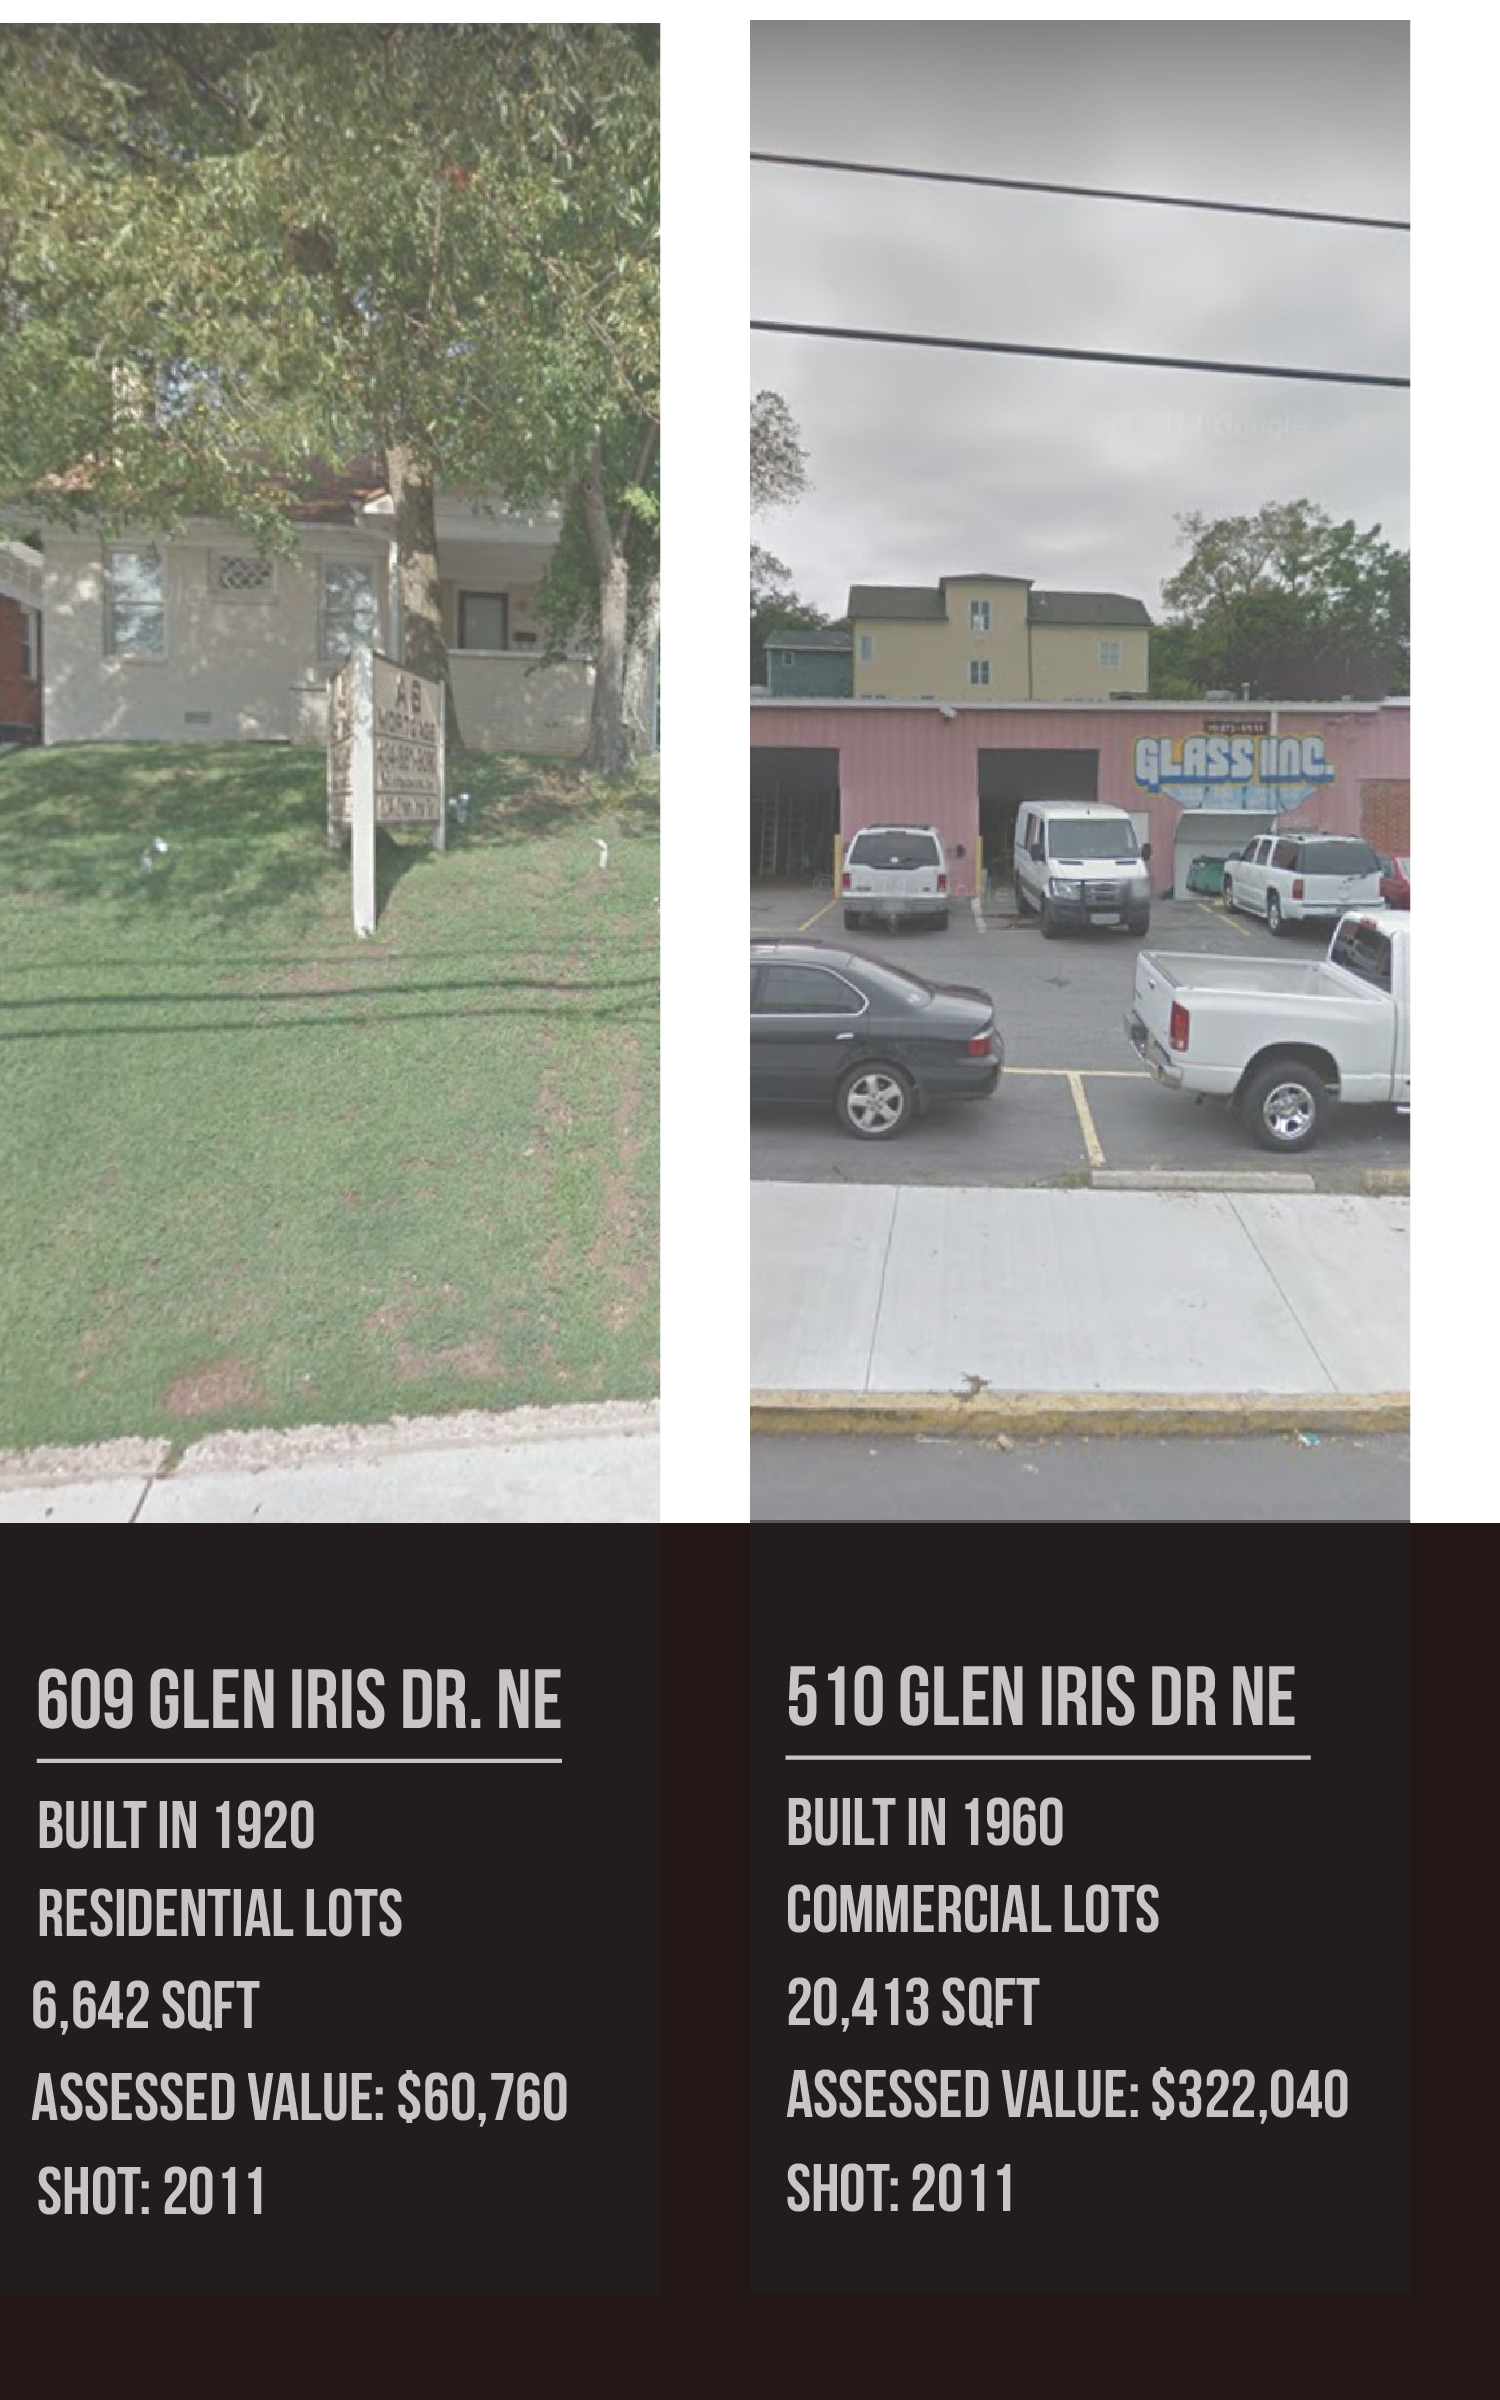 AB
MORTGAGE
GLASS INC.
609 GLEN IRIS DR. NE
BUILT IN 1920
RESIDENTIAL LOTS
6,642 SQFT
ASSESSED VALUE: $60,760
SHOT: 2011
510 GLEN IRIS DR NE
BUILT IN 1960
COMMERCIAL LOTS
20,413 SQFT
ASSESSED VALUE: $322,040
SHOT: 2011